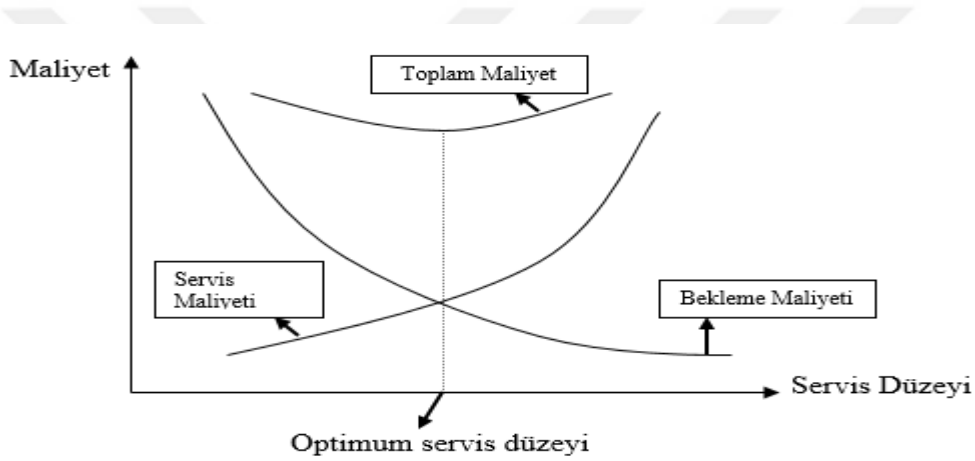 Maliyet
Toplam Maliyet
Servis
Maliyeti
Bekleme Maliyeti
Servis Düzeyi
Optimum servis düzeyi